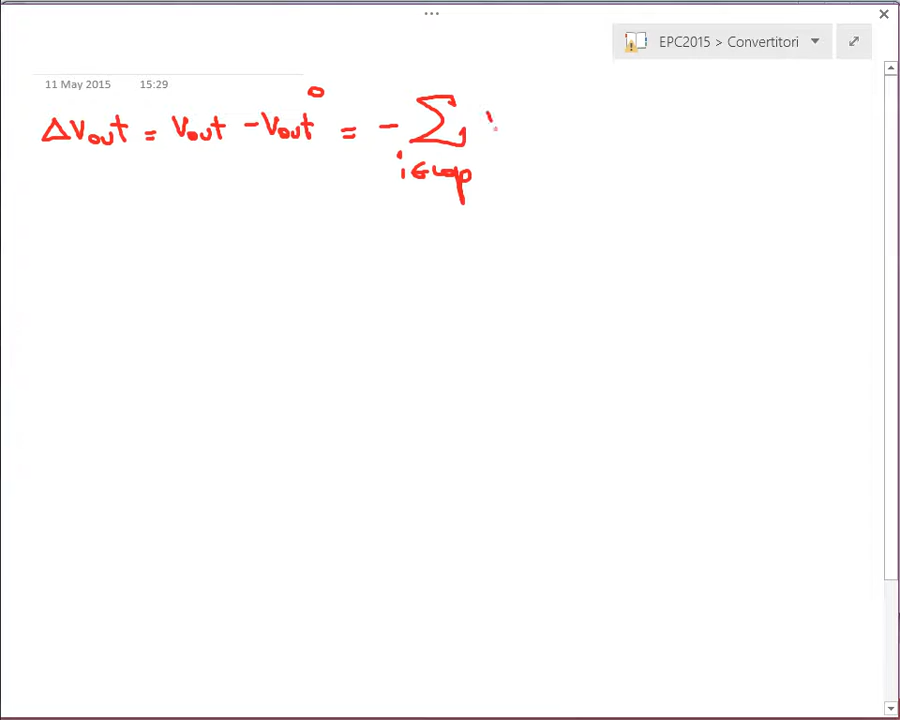 EPC2015 > Convertitori
11 May 2015 15:29
ΔVout = Vout - Vout° = - Σ
i∈Loop